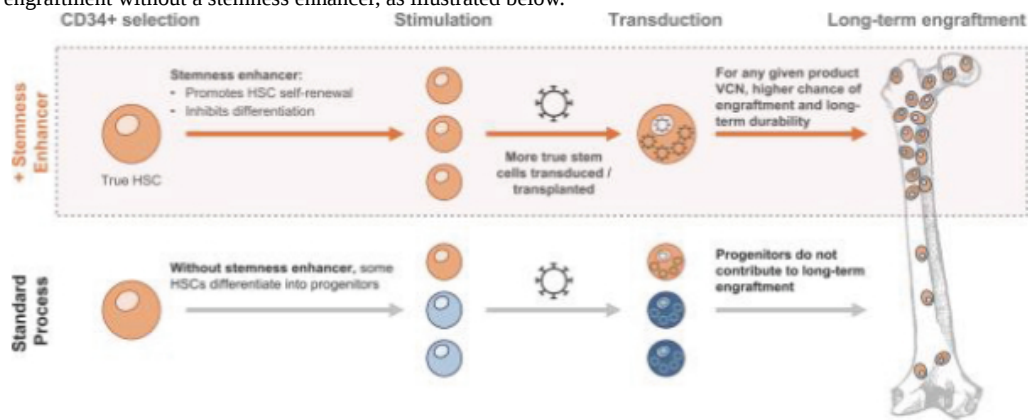 engraftment without a stemness enhancer, as illustrated below.
CD34+ selection
Stimulation
Transduction
Long-term engraftment
+ Stemness
Enhancer
Stemness enhancer:
• Promotes HSC self-renewal
• Inhibits differentiation
True HSC
More true stem
cells transduced /
transplanted
For any given product
VCN, higher chance of
engraftment and long-
term durability
Standard
Process
Without stemness enhancer, some
HSCs differentiate into progenitors
Progenitors do not
contribute to long-term
engraftment